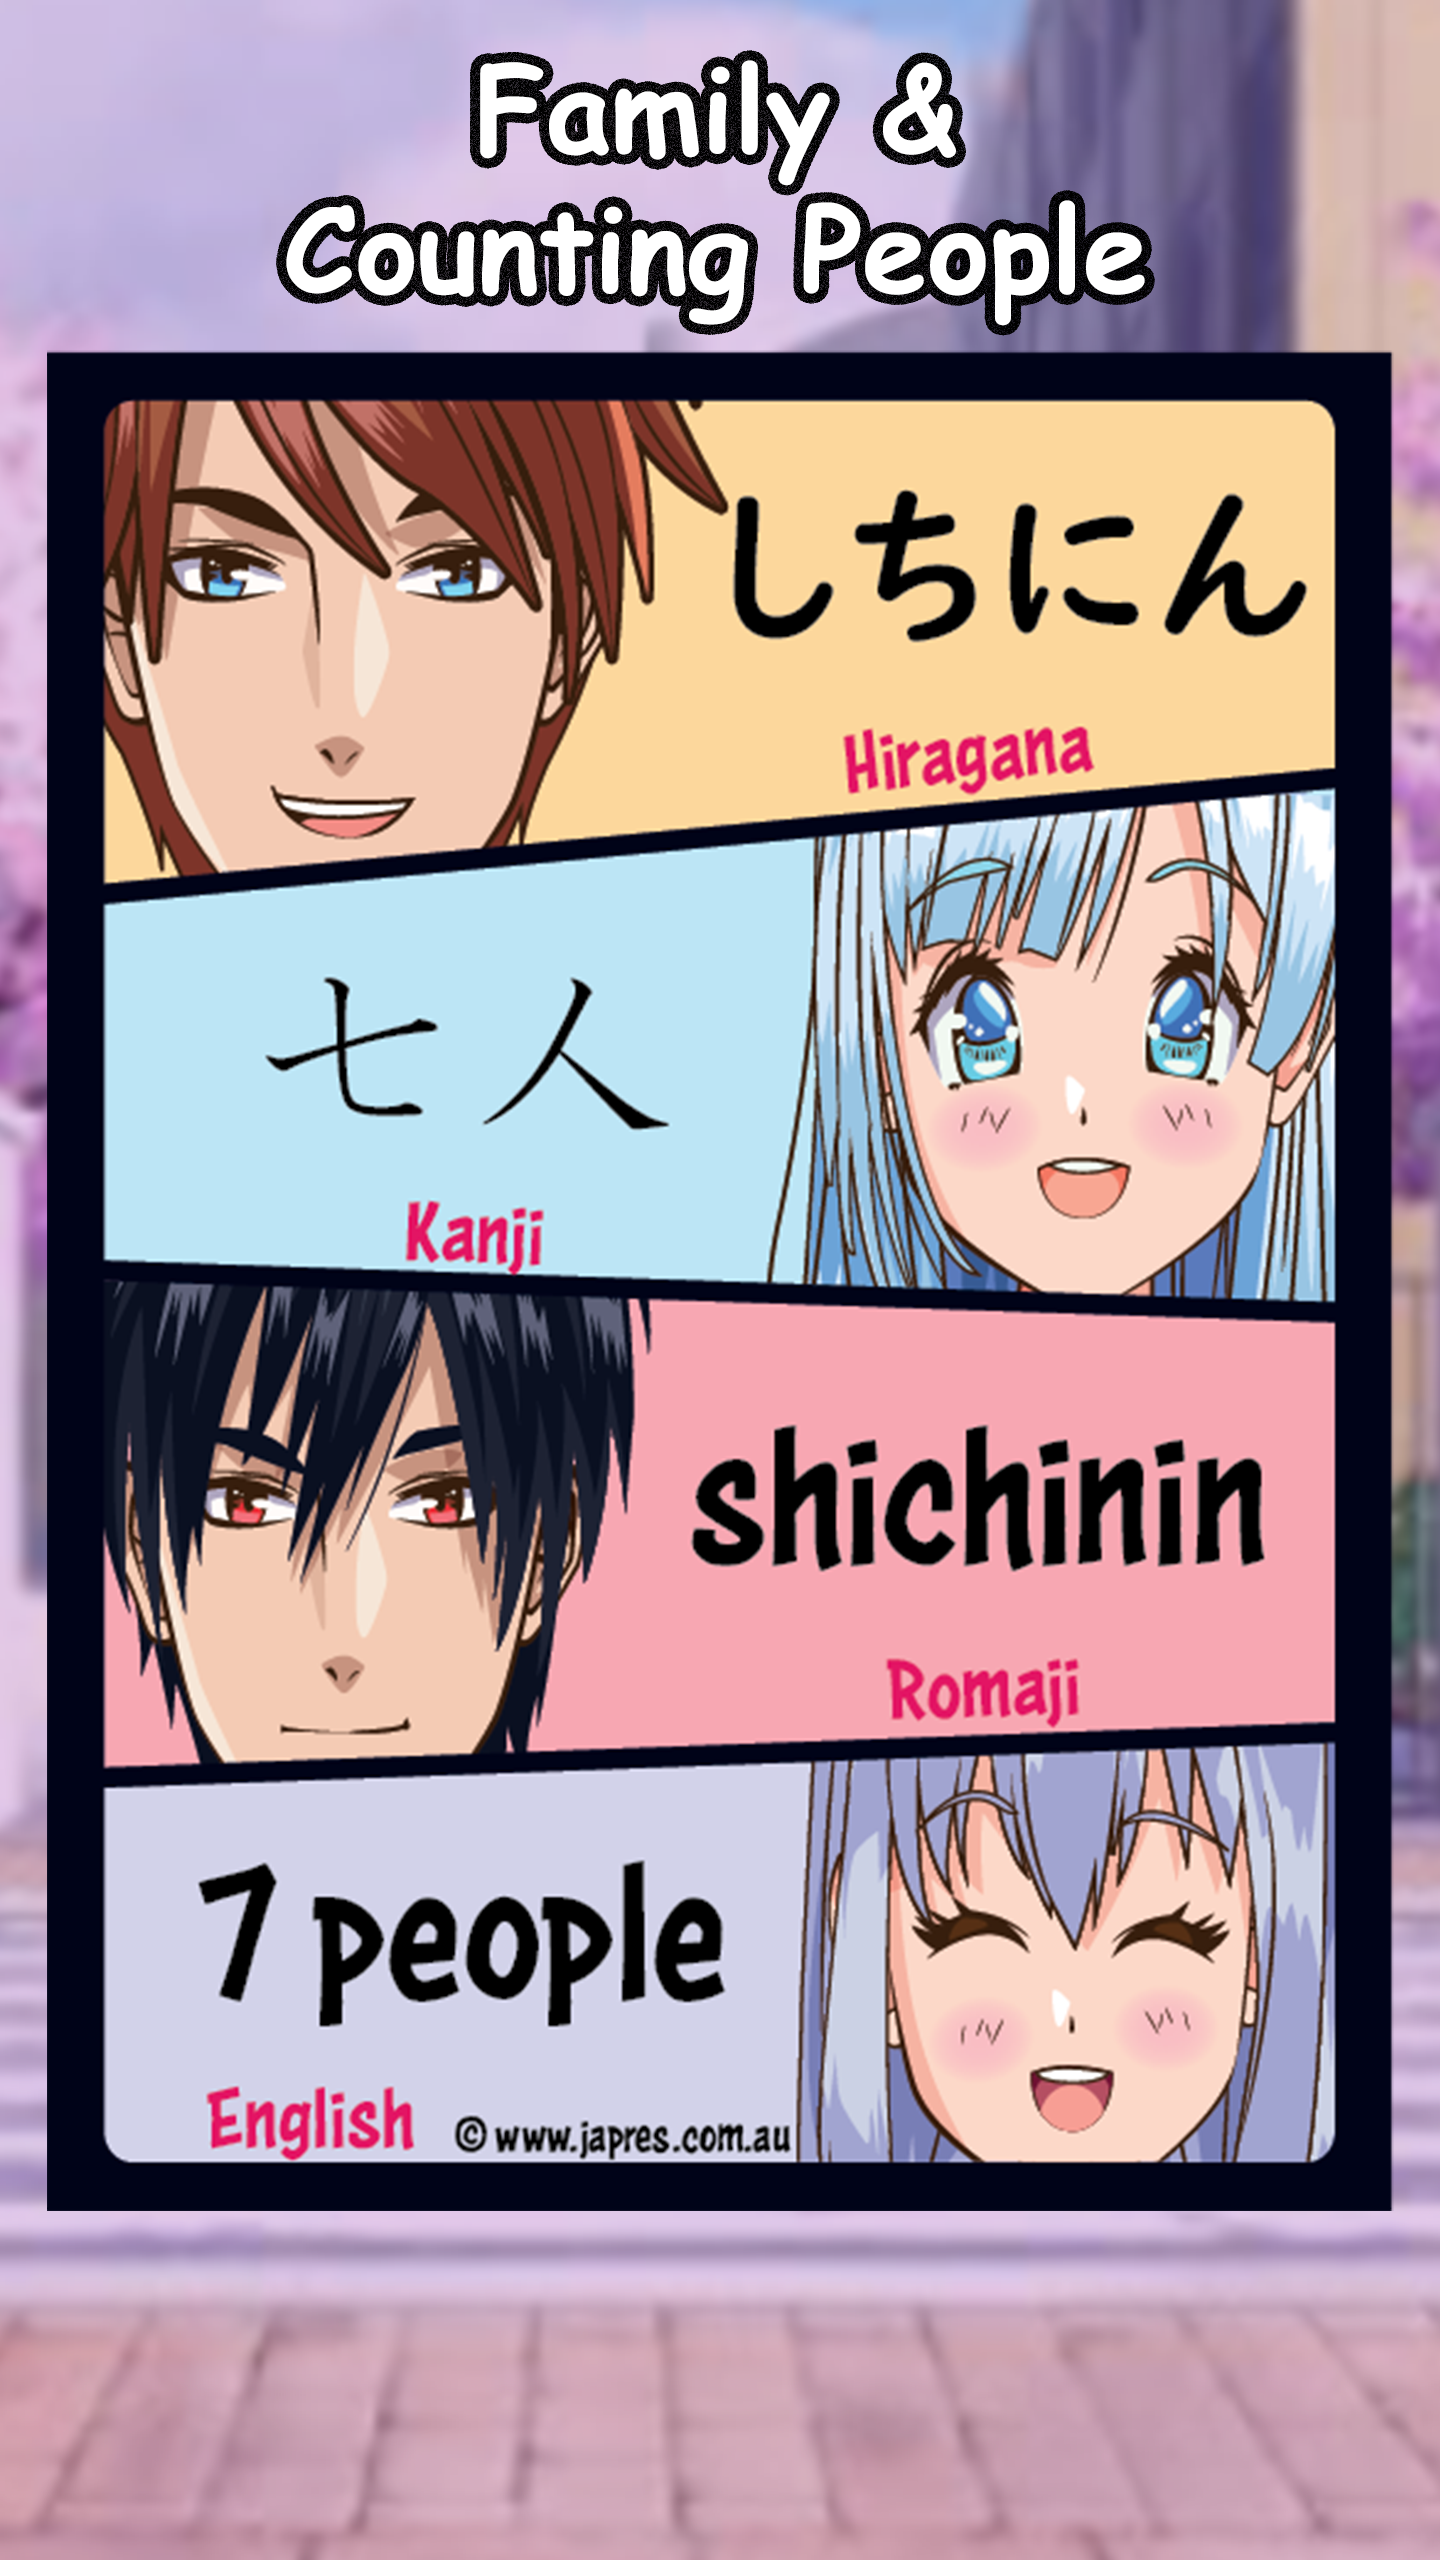 Family &
Counting People
しちにん
Hiragana
七人
Kanji
shichinin
Romaji
7 people
English
© www.japres.com.au